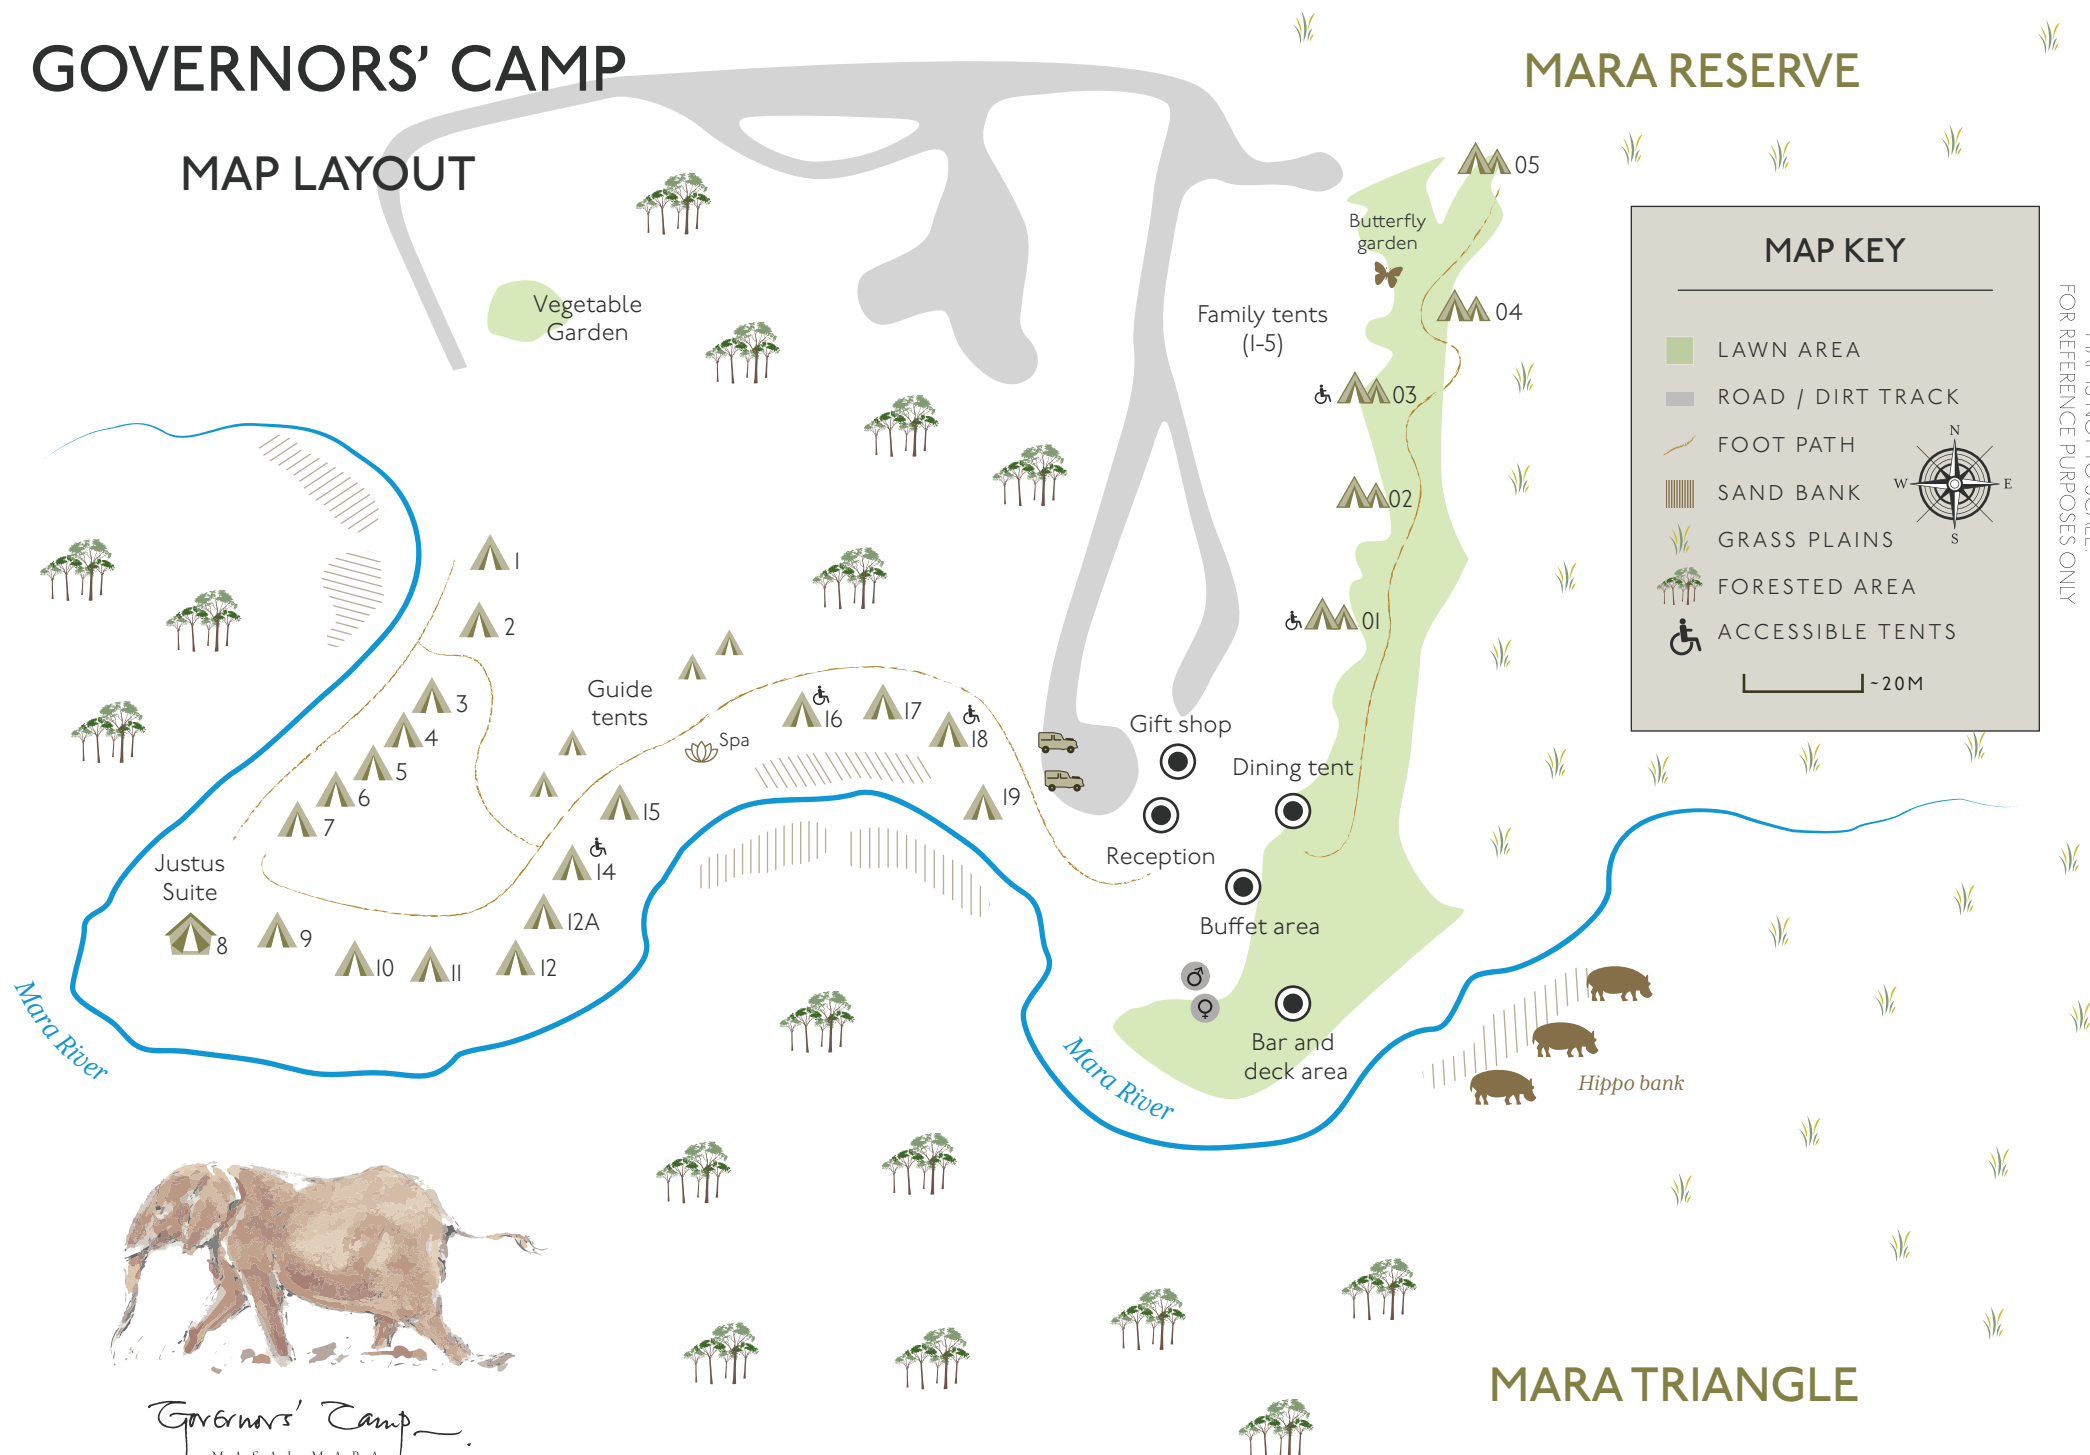 GOVERNORS' CAMP
MAP LAYOUT
MARA RESERVE
05
Butterfly
garden
Vegetable
Garden
Family tents
(1-5)
04
03
02
01
MAP KEY
LAWN AREA
ROAD / DIRT TRACK
FOOT PATH
SAND BANK
GRASS PLAINS
FORESTED AREA
ACCESSIBLE TENTS
~20M
N
W
E
S
FOR REFERENCE PURPOSES ONLY
1
2
3
4
5
6
7
Justus
Suite
8
9
10
11
12
12A
14
15
Guide
tents
Spa
16
17
18
19
Gift shop
Dining tent
Reception
Buffet area
Bar and
deck area
Mara River
Mara River
Hippo bank
Governors' Camp
MASAI MARA
MARA TRIANGLE